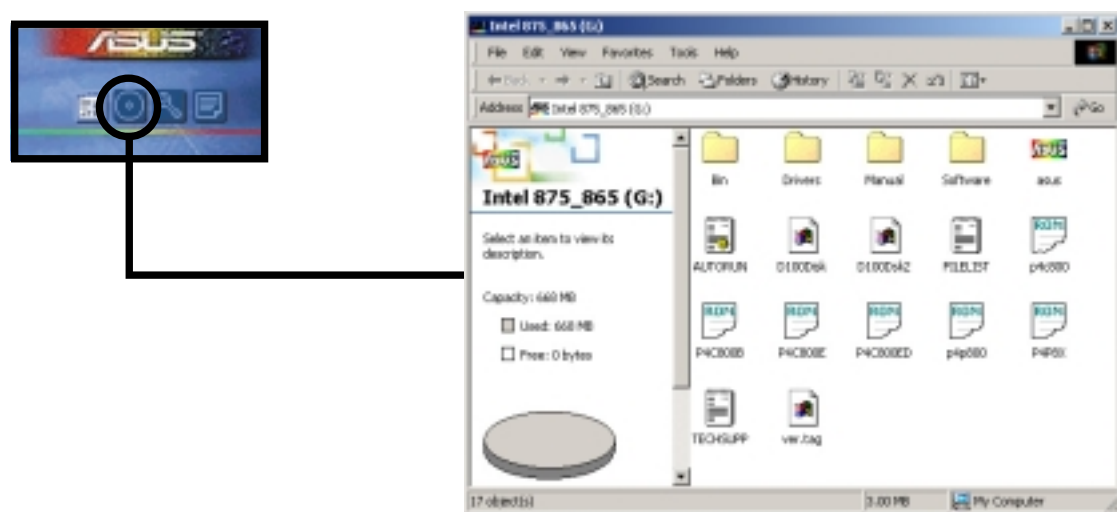 ASUS
Intel 875_865 (G:)
File Edit View Favorites Tools Help
Back Search Folders History
Address Intel 875_865 (G:) Go
ASUS
Intel 875_865 (G:)
Select an item to view its
description.
Capacity: 668 MB
Used: 668 MB
Free: 0 bytes
Bin Drivers Manual Software asus
AUTORUN D100Dsk D100Dsk2 FILELIST p4c800
P4C800B P4C800E P4C800ED p4p800 P4P8X
TECHSUPP ver.tag
17 object(s) 3.00 MB My Computer